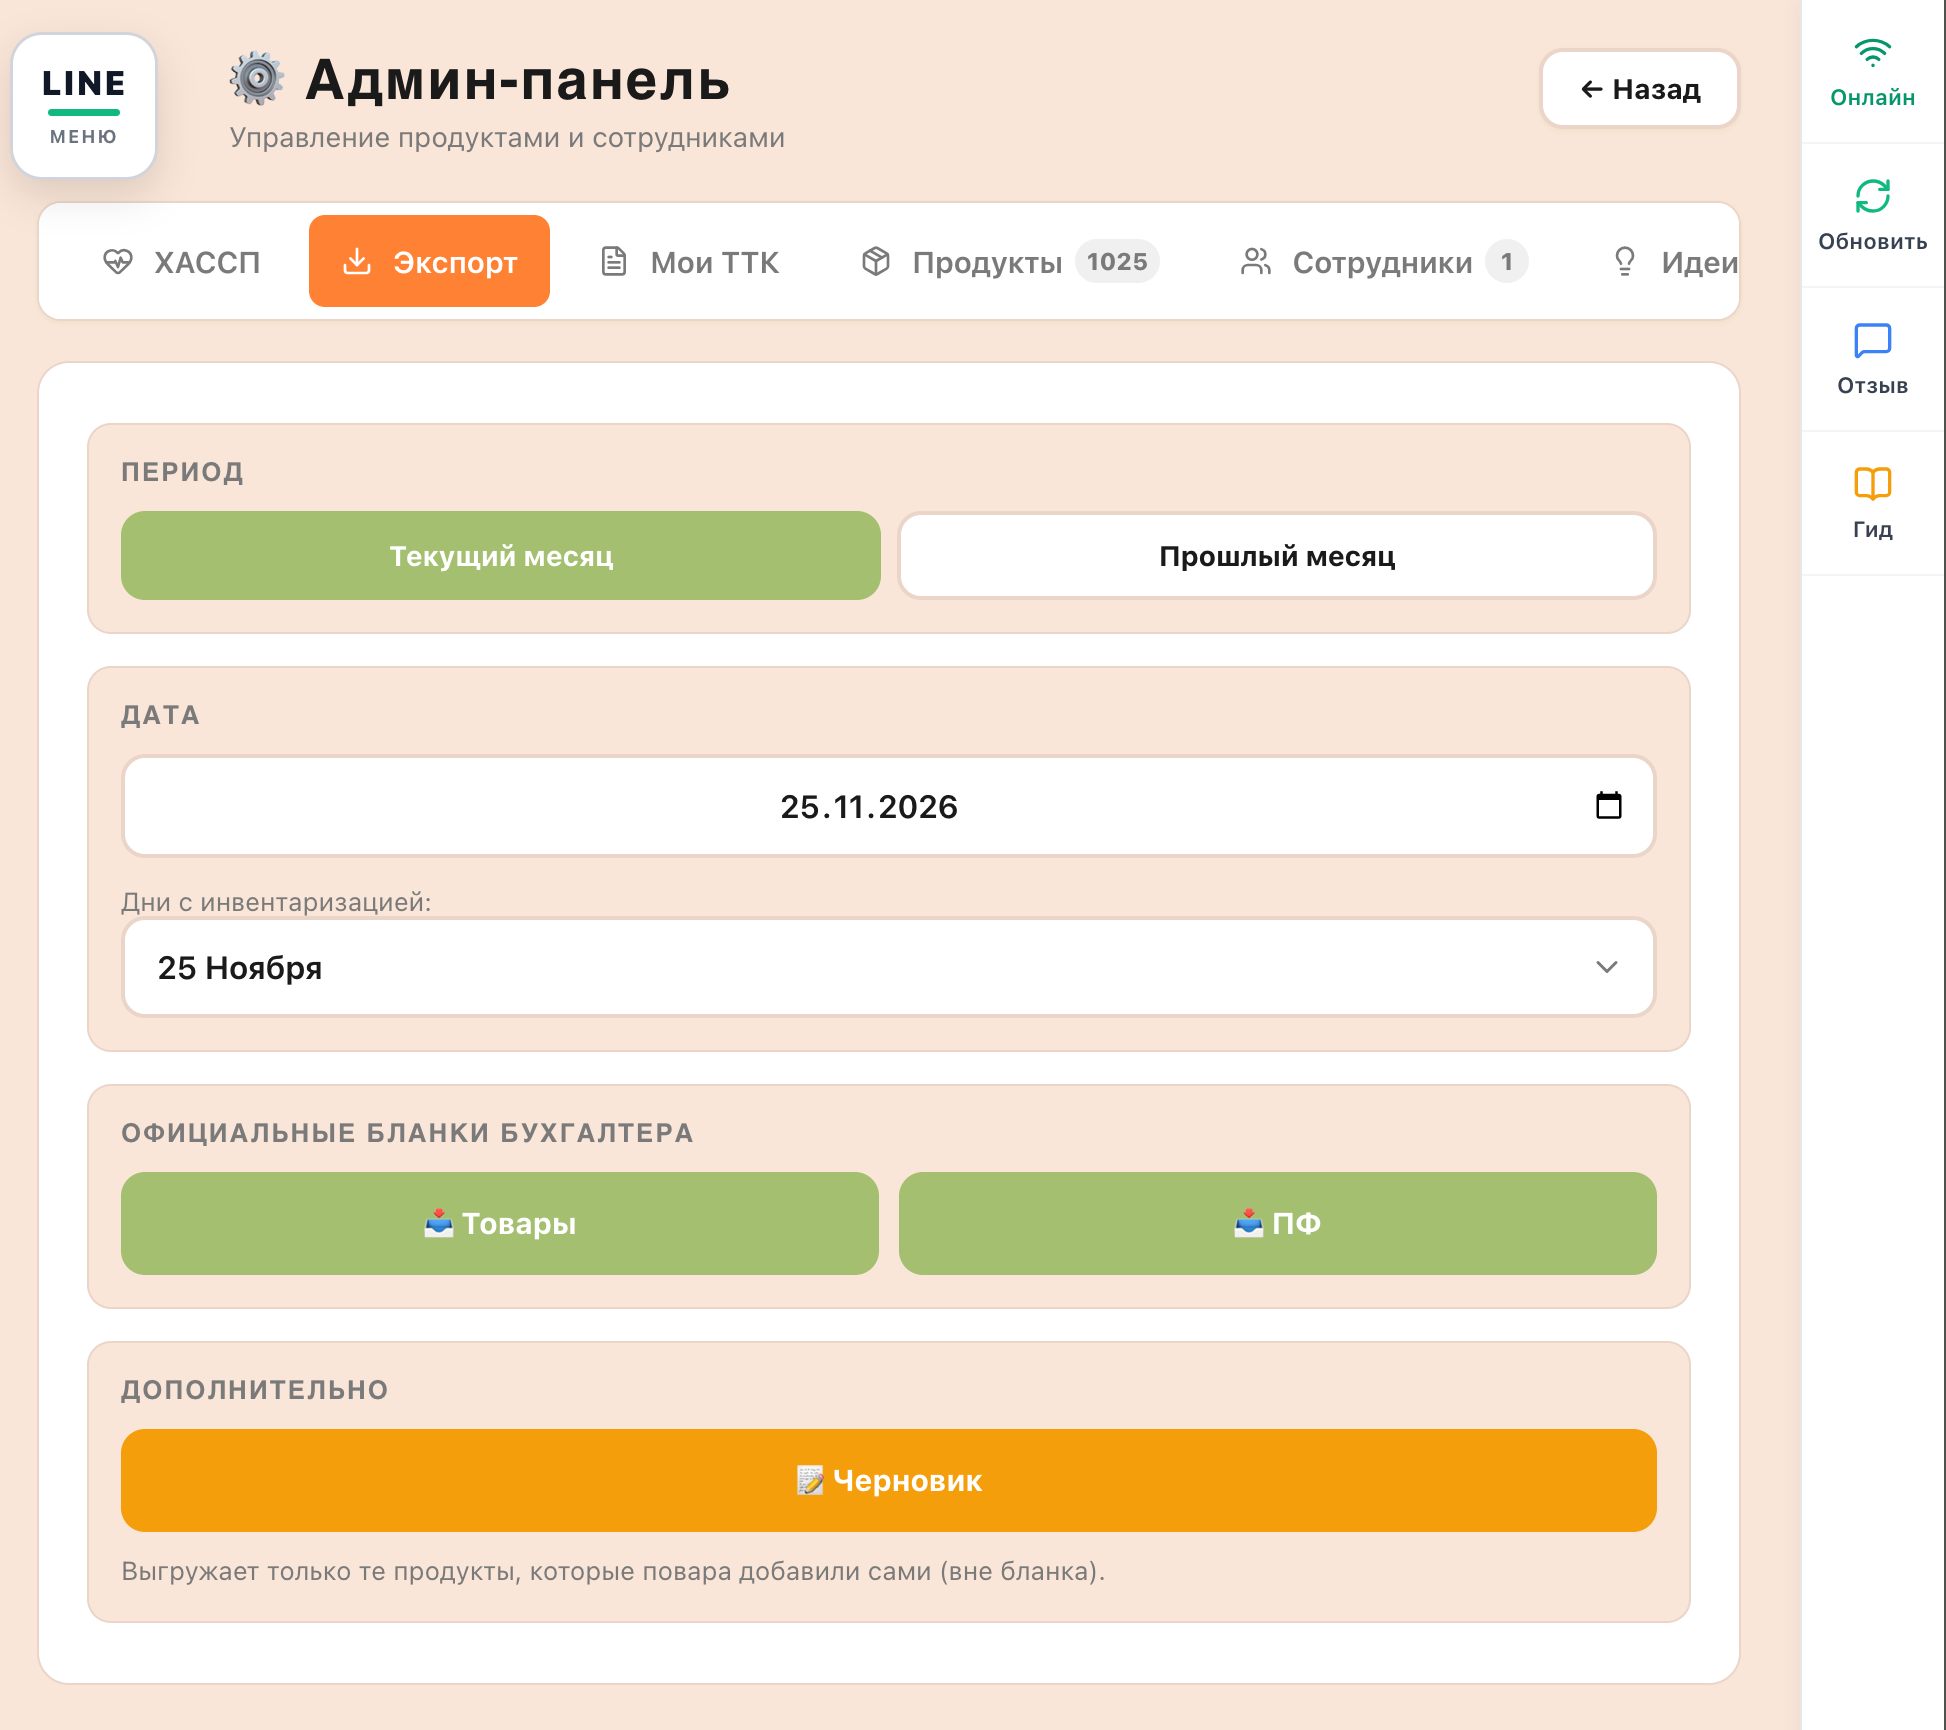 LINE
МЕНЮ
Админ-панель
Управление продуктами и сотрудниками
← Назад
ХАССП
Экспорт
Мои ТТК
Продукты 1025
Сотрудники 1
Идеи
ПЕРИОД
Текущий месяц
Прошлый месяц
ДАТА
25.11.2026
Дни с инвентаризацией:
25 Ноября
ОФИЦИАЛЬНЫЕ БЛАНКИ БУХГАЛТЕРА
Товары
ПФ
ДОПОЛНИТЕЛЬНО
Черновик
Выгружает только те продукты, которые повара добавили сами (вне бланка).
Онлайн
Обновить
Отзыв
Гид